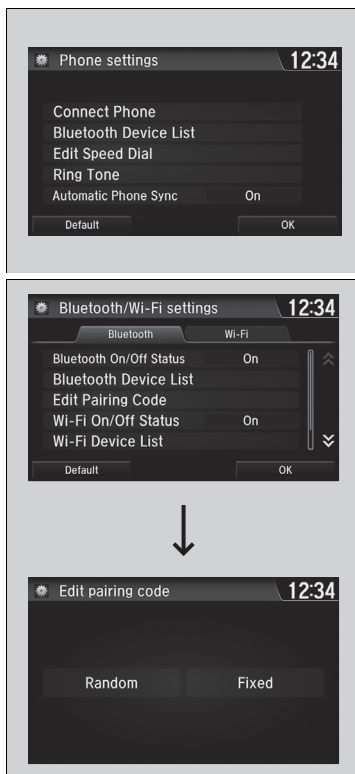 Phone settings 12:34
Connect Phone
Bluetooth Device List
Edit Speed Dial
Ring Tone
Automatic Phone Sync On
Default OK
Bluetooth/Wi-Fi settings 12:34
Bluetooth Wi-Fi
Bluetooth On/Off Status On
Bluetooth Device List
Edit Pairing Code
Wi-Fi On/Off Status On
Wi-Fi Device List
Default OK
Edit pairing code 12:34
Random Fixed